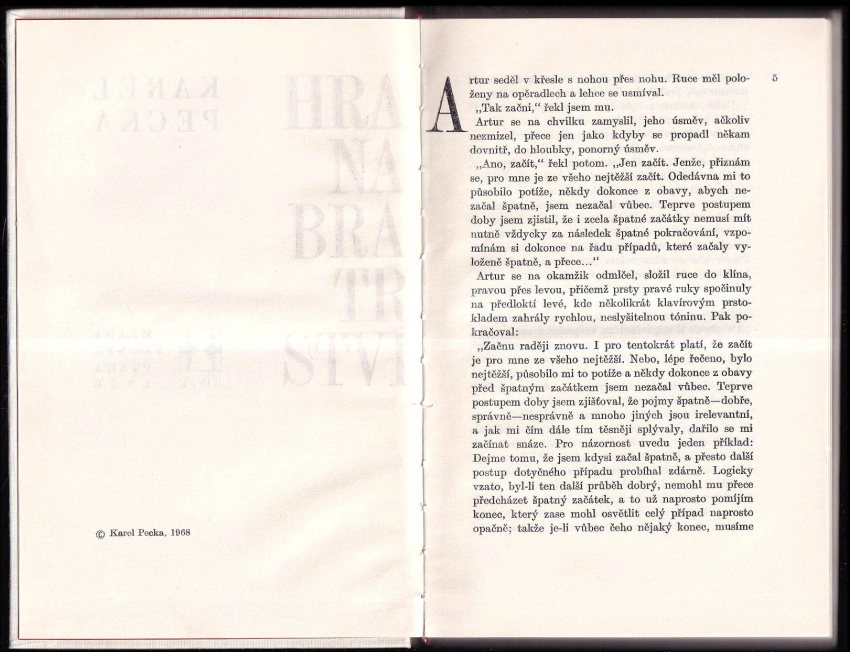 KAREL
PECKA
HRA
NA
BRA
TR
STVÍ
© Karel Pecka, 1968
5
Artur seděl v křesle s nohou přes nohu. Ruce měl polo-
ženy na opěradlech a lehce se usmíval.
„Tak začni,“ řekl jsem mu.
Artur se na chvilku zamyslil, jeho úsměv, ačkoliv
nezmizel, přece jen jako kdyby se propadl někam
dovnitř, do hloubky, ponorný úsměv.
„Ano, začít,“ řekl potom. „Jen začít. Jenže, přiznám
se, pro mne je ze všeho nejtěžší začít. Odedávna mi to
působilo potíže, někdy dokonce z obavy, abych ne-
začal špatně, jsem nezačal vůbec. Teprve postupem
doby jsem zjistil, že i zcela špatné začátky nemusí mít
nutně vždycky za následek špatné pokračování, vzpo-
mínám si dokonce na řadu případů, které začaly vy-
loženě špatně, a přece...“
Artur se na okamžik odmlčel, složil ruce do klína,
pravou přes levou, přičemž prsty pravé ruky spočinuly
na předloktí levé, kde několikrát klavírovým prsto-
kladem zahrály rychlou, neslyšitelnou tóninu. Pak po-
kračoval:
„Začnu raději znovu. I pro tentokrát platí, že začít
je pro mne ze všeho nejtěžší. Nebo, lépe řečeno, bylo
nejtěžší, působilo mi to potíže a někdy dokonce z obavy
před špatným začátkem jsem nezačal vůbec. Teprve
postupem doby jsem zjišťoval, že pojmy špatně—dobře,
správně—nesprávně a mnoho jiných jsou irelevantní,
a jak mi čím dále tím těsněji splývaly, dařilo se mi
začínat snáze. Pro názornost uvedu jeden příklad:
Dejme tomu, že jsem kdysi začal špatně, a přesto další
postup dotyčného případu probíhal zdárně. Logicky
vzato, byl-li ten další průběh dobrý, nemohl mu přece
předcházet špatný začátek, a to už naprosto pomíjím
konec, který zase mohl osvětlit celý případ naprosto
opačně; takže je-li vůbec čeho nějaký konec, musíme